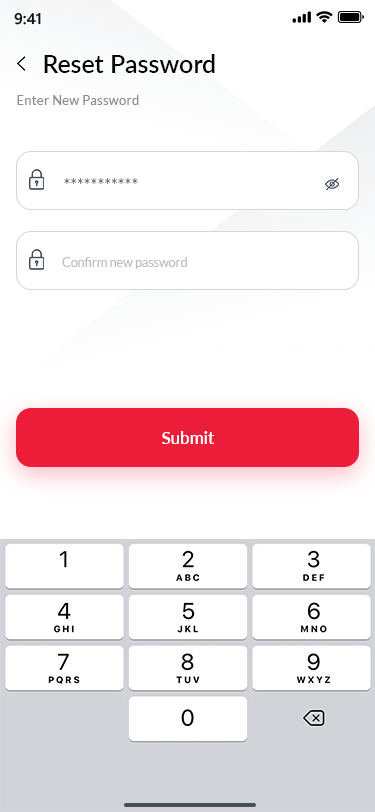 9:41
Reset Password
Enter New Password
***********
Confirm new password
Submit
1
2
ABC
3
DEF
4
GHI
5
JKL
6
MNO
7
PQRS
8
TUV
9
WXYZ
0